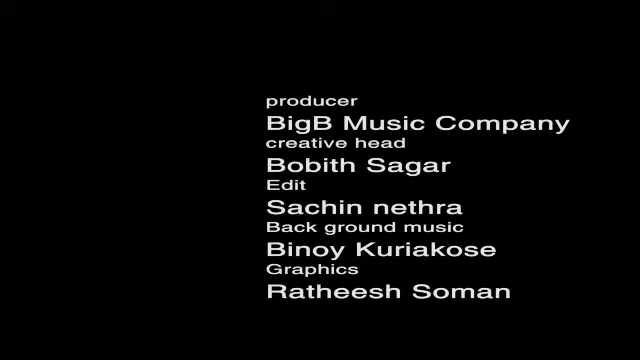 producer
BigB Music Company
creative head
Bobith Sagar
Edit
Sachin nethra
Back ground music
Binoy Kuriakose
Graphics
Ratheesh Soman